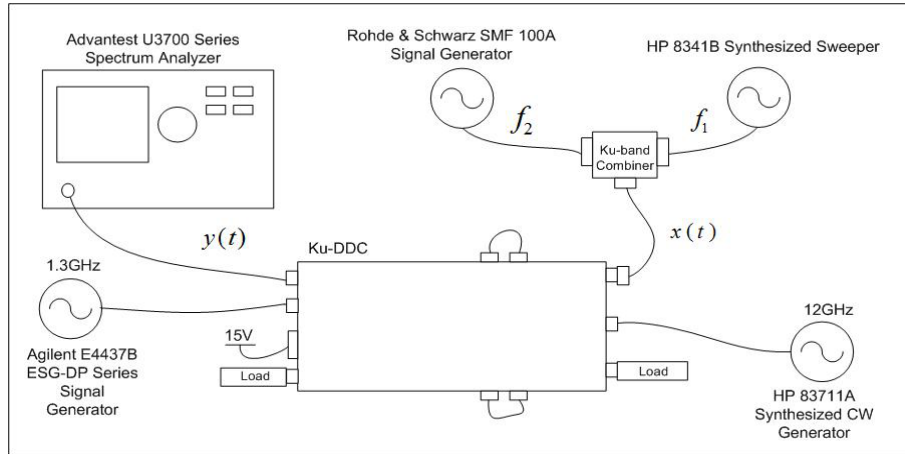 Advantest U3700 Series
Spectrum Analyzer
Rohde & Schwarz SMF 100A
Signal Generator
HP 8341B Synthesized Sweeper
f2
f1
Ku-band
Combiner
y(t)
x(t)
Ku-DDC
1.3GHz
12GHz
15V
Agilent E4437B
ESG-DP Series
Signal
Generator
Load
Load
HP 83711A
Synthesized CW
Generator